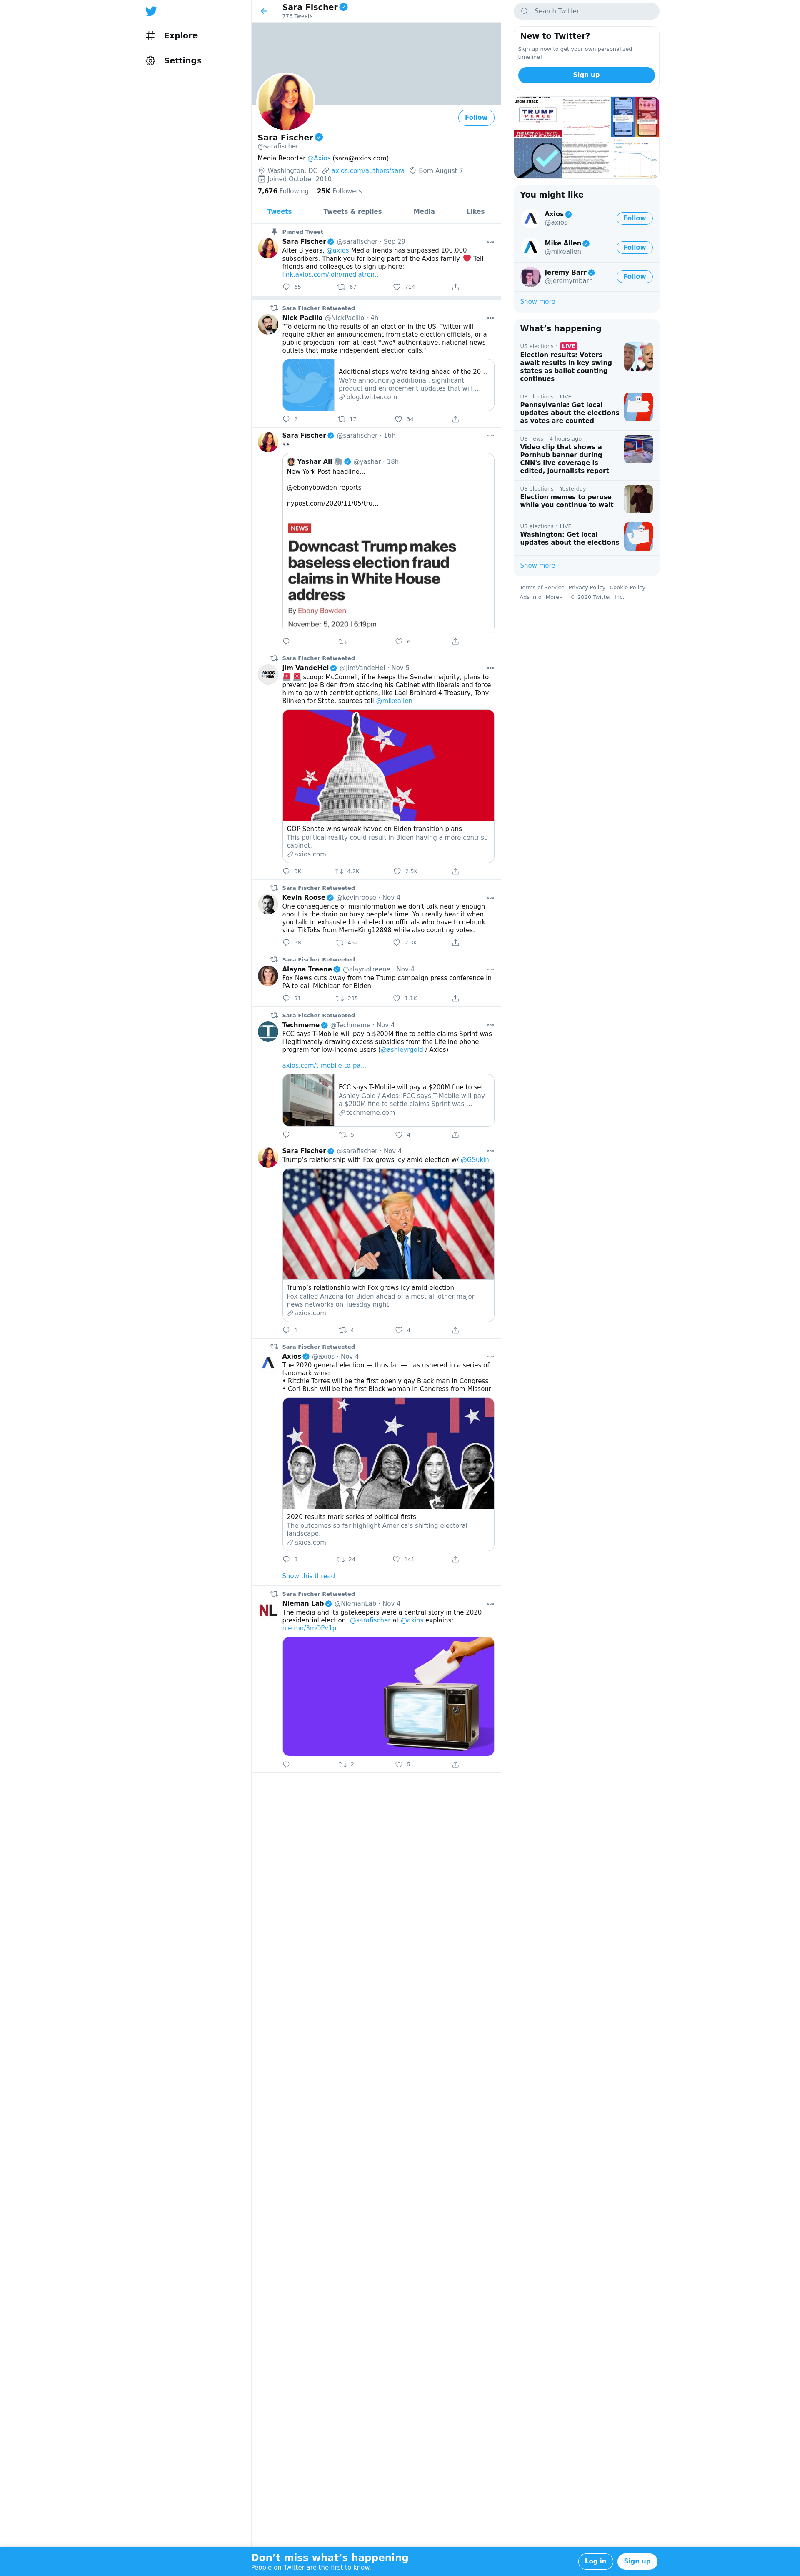 Explore
Settings
Sara Fischer
776 Tweets
Follow
Sara Fischer
@sarafischer
Media Reporter @Axios (sara@axios.com)
Washington, DC axios.com/authors/sara Born August 7
Joined October 2010
7,676 Following 25K Followers
Tweets Tweets & replies Media Likes
Pinned Tweet
Sara Fischer @sarafischer · Sep 29
After 3 years, @axios Media Trends has surpassed 100,000
subscribers. Thank you for being part of the Axios family. ❤️ Tell
friends and colleagues to sign up here:
link.axios.com/join/mediatren…
65 67 714
Sara Fischer Retweeted
Nick Pacilio @NickPacilio · 4h
"To determine the results of an election in the US, Twitter will
require either an announcement from state election officials, or a
public projection from at least *two* authoritative, national news
outlets that make independent election calls."
Additional steps we're taking ahead of the 20…
We're announcing additional, significant
product and enforcement updates that will …
blog.twitter.com
2 17 34
Sara Fischer @sarafischer · 16h
Yashar Ali @yashar · 18h
New York Post headline…
@ebonybowden reports
nypost.com/2020/11/05/tru…
NEWS
Downcast Trump makes
baseless election fraud
claims in White House
address
By Ebony Bowden
November 5, 2020 | 6:19pm
6
Sara Fischer Retweeted
Jim VandeHei @JimVandeHei · Nov 5
🚨 🚨 scoop: McConnell, if he keeps the Senate majority, plans to
prevent Joe Biden from stacking his Cabinet with liberals and force
him to go with centrist options, like Lael Brainard 4 Treasury, Tony
Blinken for State, sources tell @mikeallen
GOP Senate wins wreak havoc on Biden transition plans
This political reality could result in Biden having a more centrist
cabinet.
axios.com
3K 4.2K 2.5K
Sara Fischer Retweeted
Kevin Roose @kevinroose · Nov 4
One consequence of misinformation we don't talk nearly enough
about is the drain on busy people's time. You really hear it when
you talk to exhausted local election officials who have to debunk
viral TikToks from MemeKing12898 while also counting votes.
38 462 2.3K
Sara Fischer Retweeted
Alayna Treene @alaynatreene · Nov 4
Fox News cuts away from the Trump campaign press conference in
PA to call Michigan for Biden
51 235 1.1K
Sara Fischer Retweeted
Techmeme @Techmeme · Nov 4
FCC says T-Mobile will pay a $200M fine to settle claims Sprint was
illegitimately drawing excess subsidies from the Lifeline phone
program for low-income users (@ashleyrgold / Axios)
axios.com/t-mobile-to-pa…
FCC says T-Mobile will pay a $200M fine to set…
Ashley Gold / Axios: FCC says T-Mobile will pay
a $200M fine to settle claims Sprint was …
techmeme.com
5 4
Sara Fischer @sarafischer · Nov 4
Trump's relationship with Fox grows icy amid election w/ @GSukin
Trump's relationship with Fox grows icy amid election
Fox called Arizona for Biden ahead of almost all other major
news networks on Tuesday night.
axios.com
1 4 4
Sara Fischer Retweeted
Axios @axios · Nov 4
The 2020 general election — thus far — has ushered in a series of
landmark wins:
• Ritchie Torres will be the first openly gay Black man in Congress
• Cori Bush will be the first Black woman in Congress from Missouri
2020 results mark series of political firsts
The outcomes so far highlight America's shifting electoral
landscape.
axios.com
3 24 141
Show this thread
Sara Fischer Retweeted
NL
Nieman Lab @NiemanLab · Nov 4
The media and its gatekeepers were a central story in the 2020
presidential election. @sarafischer at @axios explains:
nie.mn/3mOPv1p
2 5
Search Twitter
New to Twitter?
Sign up now to get your own personalized
timeline!
Sign up
under attack
TRUMP
PENCE
THE LEFT WILL TRY TO
You might like
Axios
@axios
Follow
Mike Allen
@mikeallen
Follow
Jeremy Barr
@jeremymbarr
Follow
Show more
What's happening
US elections · LIVE
Election results: Voters
await results in key swing
states as ballot counting
continues
US elections · LIVE
Pennsylvania: Get local
updates about the elections
as votes are counted
US news · 4 hours ago
Video clip that shows a
Pornhub banner during
CNN's live coverage is
edited, journalists report
US elections · Yesterday
Election memes to peruse
while you continue to wait
US elections · LIVE
Washington: Get local
updates about the elections
Show more
Terms of Service Privacy Policy Cookie Policy
Ads info More © 2020 Twitter, Inc.
Don't miss what's happening
People on Twitter are the first to know.
Log in
Sign up